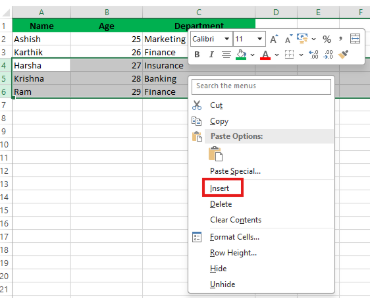 A B C D E F
1 Name Age Department
2 Ashish 25 Marketing
3 Karthik 26 Finance
4 Harsha 27 Insurance
5 Krishna 28 Banking
6 Ram 29 Finance
7
8
9
10
11
12
13
14
15
16
17
18
19
20
21
Calibri 11 A A %
B I A .00 .00
Search the menus
Cut
Copy
Paste Options:
Paste Special...
Insert
Delete
Clear Contents
Format Cells...
Row Height...
Hide
Unhide